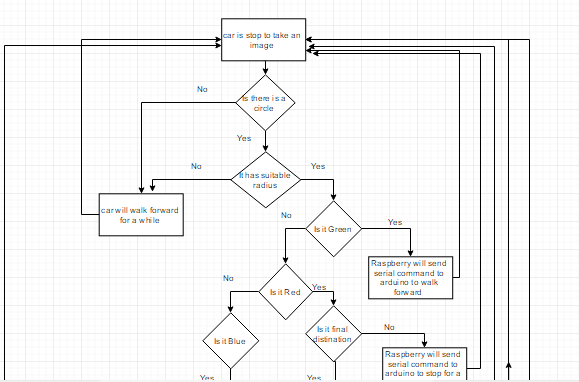 car is stop to take an
image
No
Is there is a
circle
Yes
No
It has suitable
radius
Yes
car will walk forward
for a while
No
Yes
Is it Green
Raspberry will send
serial command to
arduino to walk
forward
No
Is it Red
Yes
Is it final
distination
No
Is it Blue
Raspberry will send
serial command to
arduino to stop for a
Yes
Yes